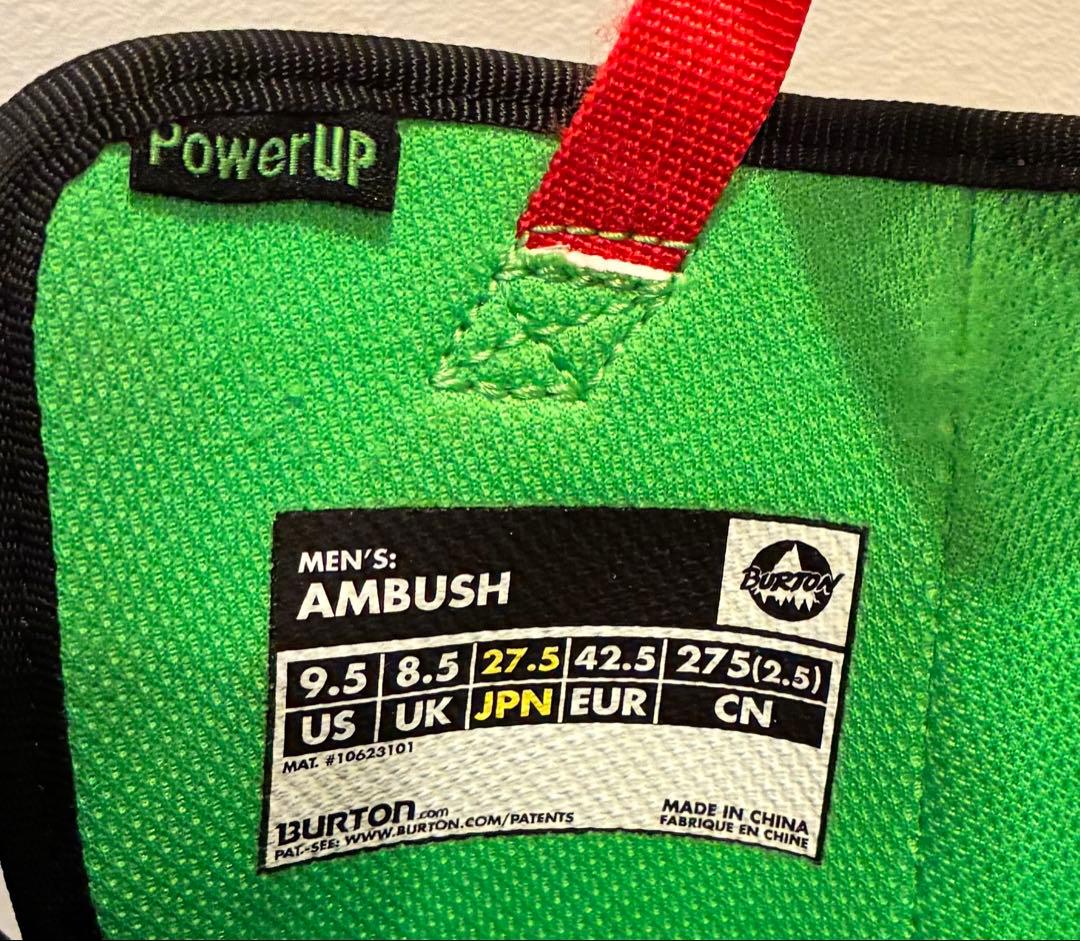 PowerUP
MEN'S:
AMBUSH
BURTON
9.5 8.5 27.5 42.5 275(2.5)
US UK JPN EUR CN
MAT. #10623101
BURTON.com
PAT.-SEE: WWW.BURTON.COM/PATENTS
MADE IN CHINA
FABRIQUE EN CHINE